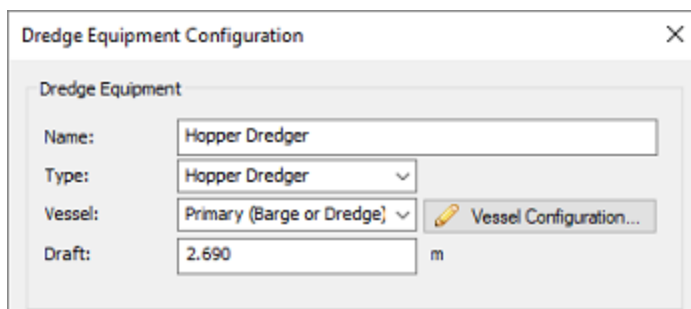 Dredge Equipment Configuration
Dredge Equipment
Name: Hopper Dredger
Type: Hopper Dredger
Vessel: Primary (Barge or Dredge) Vessel Configuration...
Draft: 2.690 m